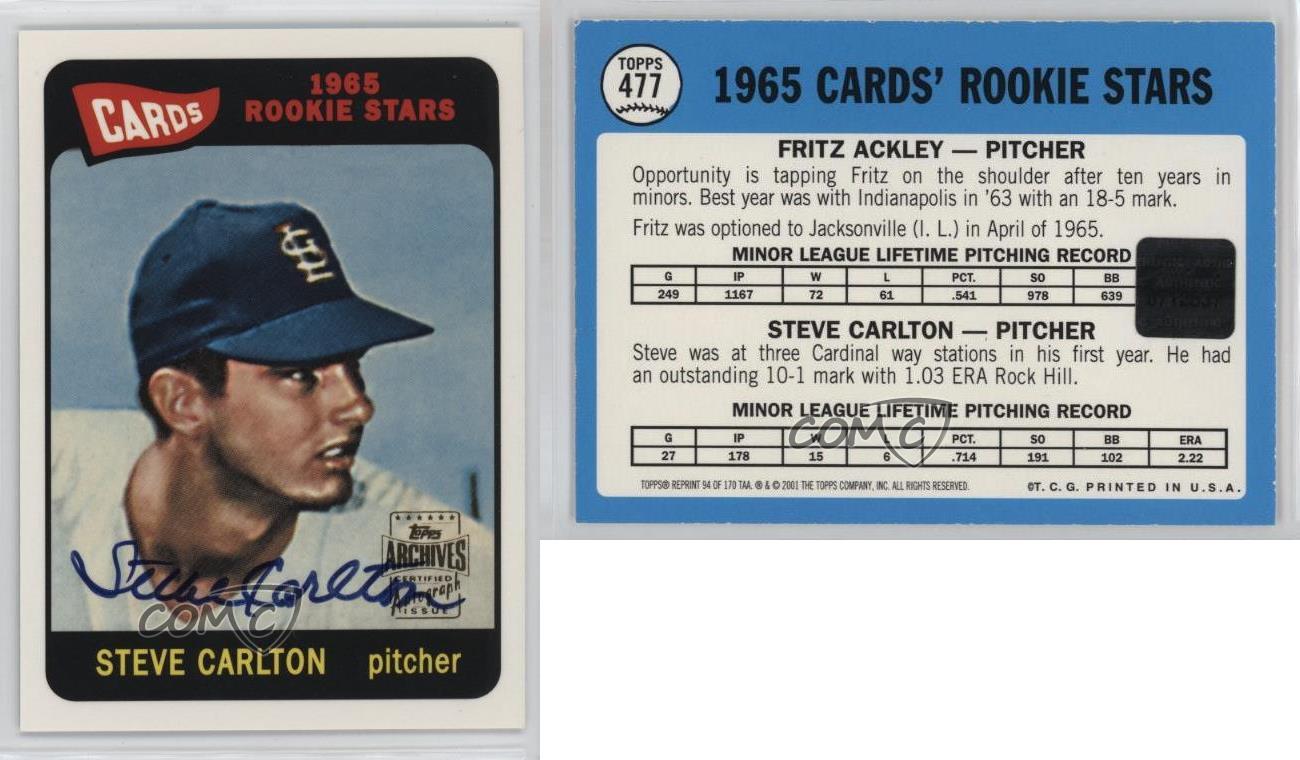 CARDS
1965
ROOKIE STARS
Steve Carlton
★★★★★★
Topps
ARCHIVES
CERTIFIED
Autograph
ISSUE
COMC
STEVE CARLTON pitcher
TOPPS
477
1965 CARDS' ROOKIE STARS
FRITZ ACKLEY — PITCHER
Opportunity is tapping Fritz on the shoulder after ten years in
minors. Best year was with Indianapolis in '63 with an 18-5 mark.
Fritz was optioned to Jacksonville (I. L.) in April of 1965.
MINOR LEAGUE LIFETIME PITCHING RECORD
G IP W L PCT. SO BB
249 1167 72 61 .541 978 639
AUTHENTIC
STEVE CARLTON — PITCHER
Steve was at three Cardinal way stations in his first year. He had
an outstanding 10-1 mark with 1.03 ERA Rock Hill.
MINOR LEAGUE LIFETIME PITCHING RECORD
COMC
G IP W L PCT. SO BB ERA
27 178 15 6 .714 191 102 2.22
TOPPS® REPRINT 94 OF 170 TAA. ® & © 2001 THE TOPPS COMPANY, INC. ALL RIGHTS RESERVED. ©T. C. G. PRINTED IN U.S.A.